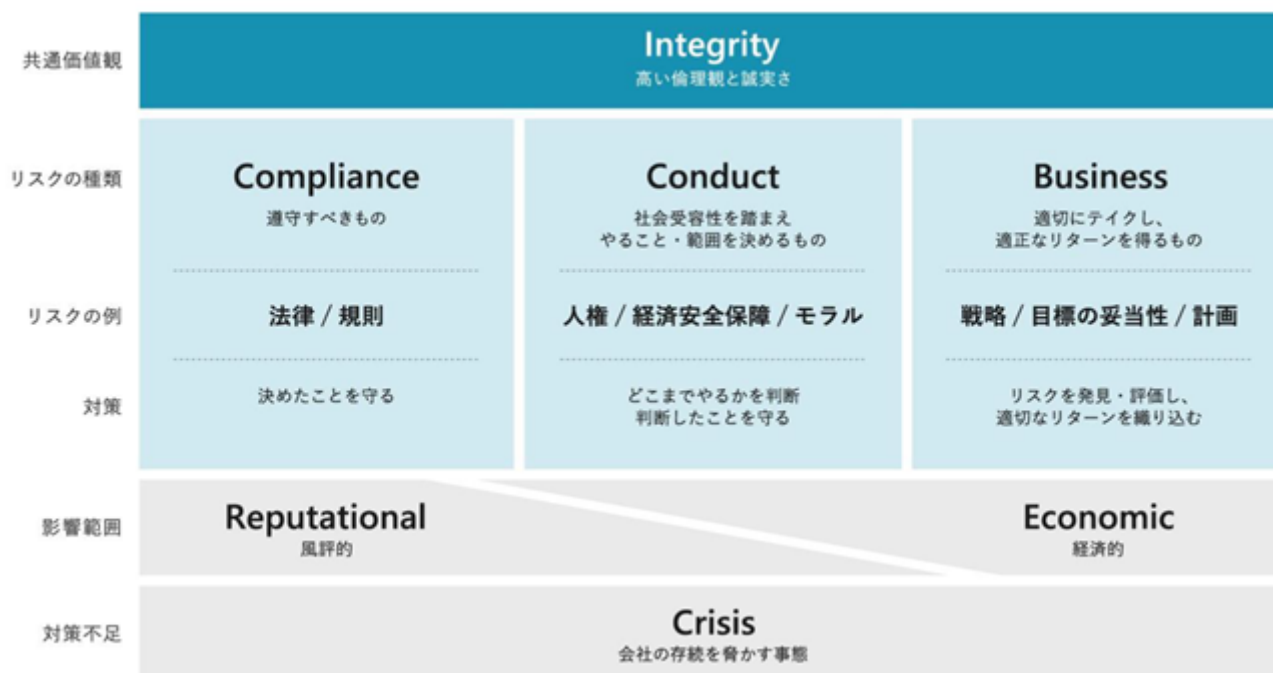 共通価値観
Integrity
高い倫理観と誠実さ
リスクの種類
Compliance
遵守すべきもの
Conduct
社会受容性を踏まえ
やること・範囲を決めるもの
Business
適切にテイクし、
適正なリターンを得るもの
リスクの例
法律 / 規則
人権 / 経済安全保障 / モラル
戦略 / 目標の妥当性 / 計画
対策
決めたことを守る
どこまでやるかを判断
判断したことを守る
リスクを発見・評価し、
適切なリターンを織り込む
影響範囲
Reputational
風評的
Economic
経済的
対策不足
Crisis
会社の存続を脅かす事態